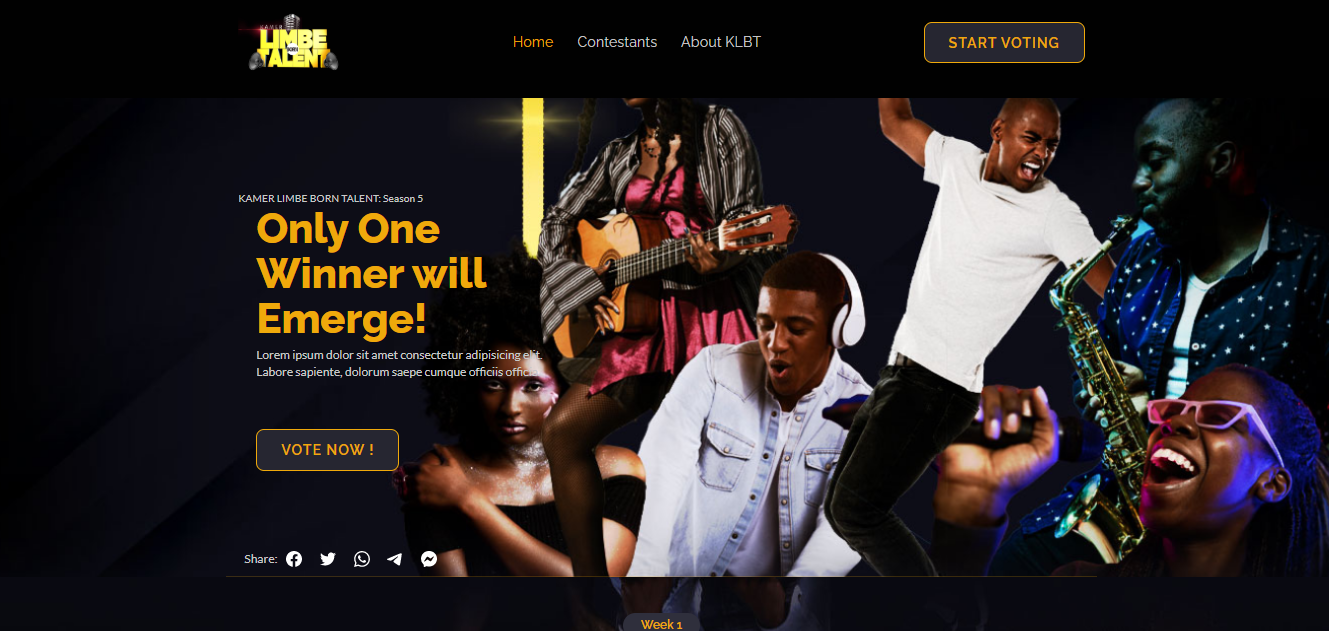 KAMER
LIMBE
BORN
TALENT
Home Contestants About KLBT
START VOTING
KAMER LIMBE BORN TALENT: Season 5
Only One
Winner will
Emerge!
Lorem ipsum dolor sit amet consectetur adipisicing elit.
Labore sapiente, dolorum saepe cumque officiis officia
VOTE NOW !
Share:
Week 1